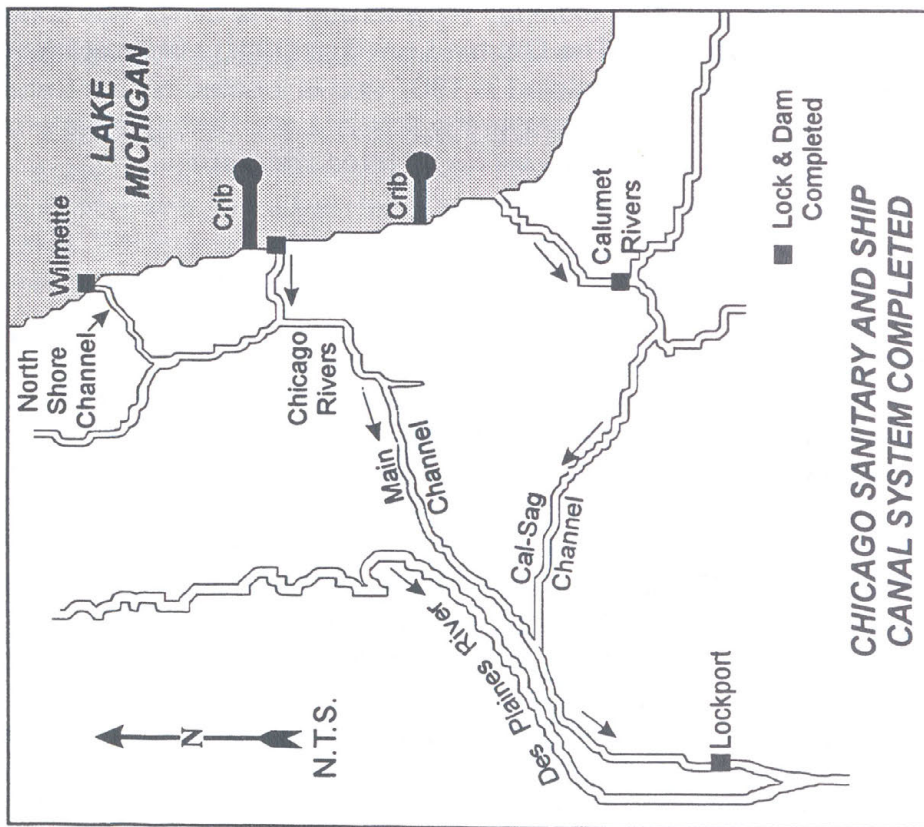 LAKE
MICHIGAN
Wilmette
North
Shore
Channel
Crib
Crib
Chicago
Rivers
Main
Channel
Calumet
Rivers
Cal-Sag
Channel
Des Plaines River
N
N.T.S.
Lockport
Lock & Dam
Completed
CHICAGO SANITARY AND SHIP
CANAL SYSTEM COMPLETED